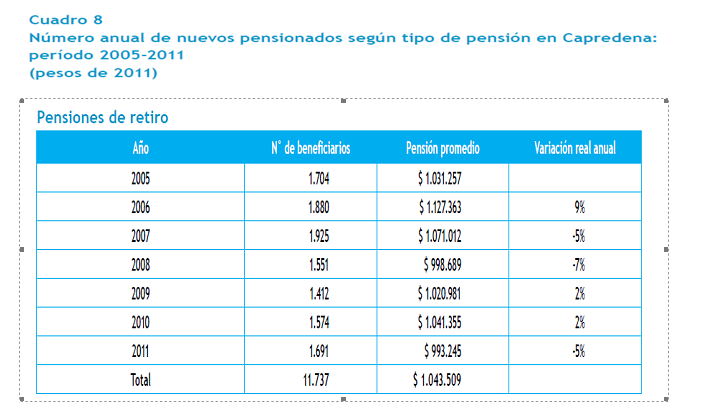 Cuadro 8
Número anual de nuevos pensionados según tipo de pensión en Capredena:
período 2005-2011
(pesos de 2011)
Pensiones de retiro
Año N° de beneficiarios Pensión promedio Variación real anual
2005 1.704 $ 1.031.257
2006 1.880 $ 1.127.363 9%
2007 1.925 $ 1.071.012 -5%
2008 1.551 $ 998.689 -7%
2009 1.412 $ 1.020.981 2%
2010 1.574 $ 1.041.355 2%
2011 1.691 $ 993.245 -5%
Total 11.737 $ 1.043.509